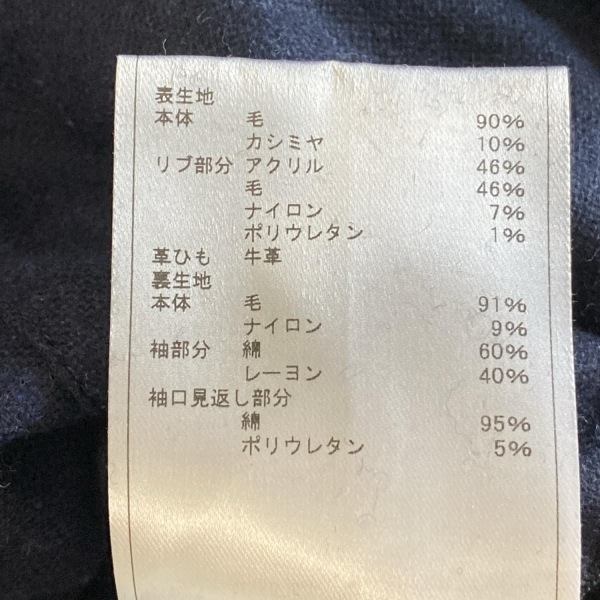 表生地
本体 毛 90%
カシミヤ 10%
リブ部分 アクリル 46%
毛 46%
ナイロン 7%
ポリウレタン 1%
革ひも 牛革
裏生地
本体 毛 91%
ナイロン 9%
袖部分 綿 60%
レーヨン 40%
袖口見返し部分
綿 95%
ポリウレタン 5%